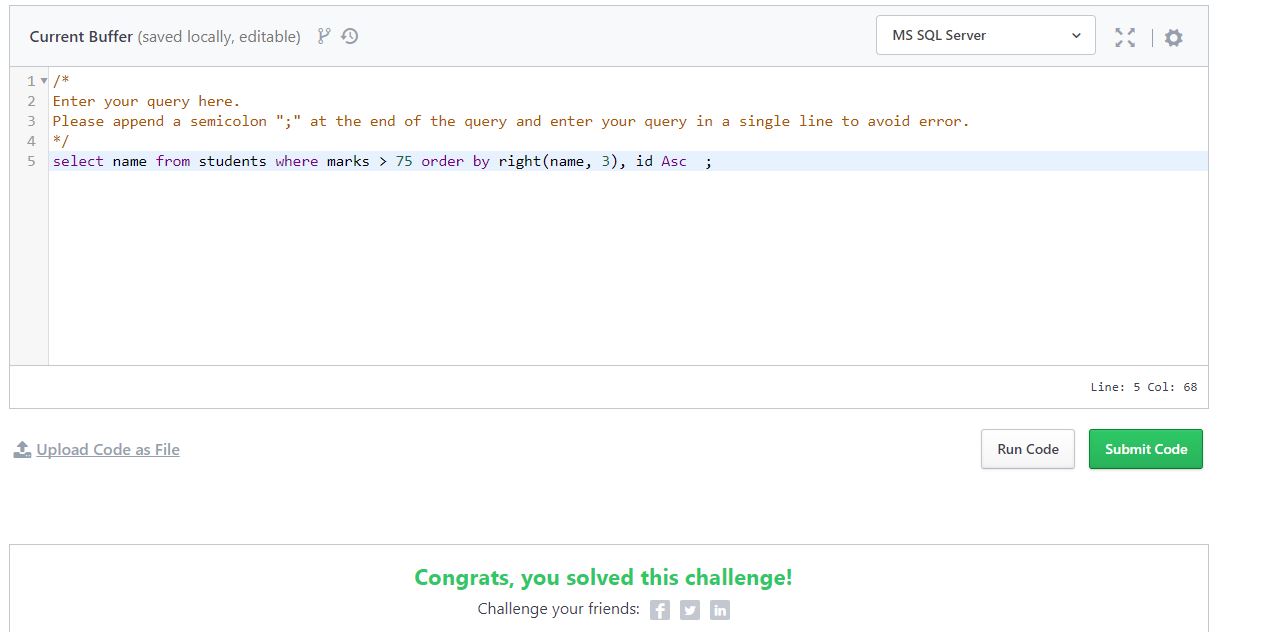 Current Buffer (saved locally, editable)
MS SQL Server
1 /*
2 Enter your query here.
3 Please append a semicolon ";" at the end of the query and enter your query in a single line to avoid error.
4 */
5 select name from students where marks > 75 order by right(name, 3), id Asc  ;
Line: 5 Col: 68
Upload Code as File
Run Code
Submit Code
Congrats, you solved this challenge!
Challenge your friends: